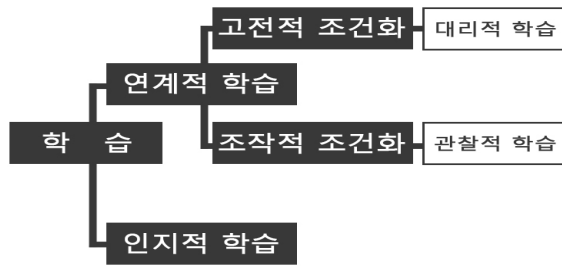 고전적 조건화
대리적 학습
연계적 학습
학 습
조작적 조건화
관찰적 학습
인지적 학습